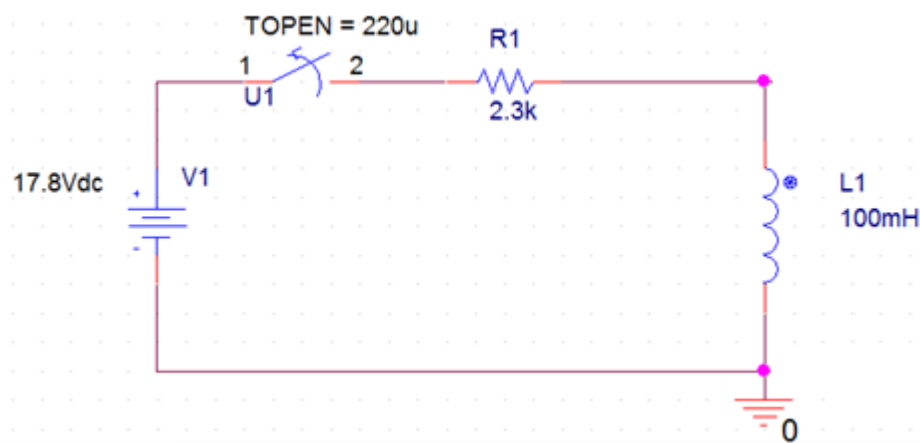 TOPEN = 220u
1
2
U1
R1
2.3k
17.8Vdc
+
-
V1
L1
100mH
0